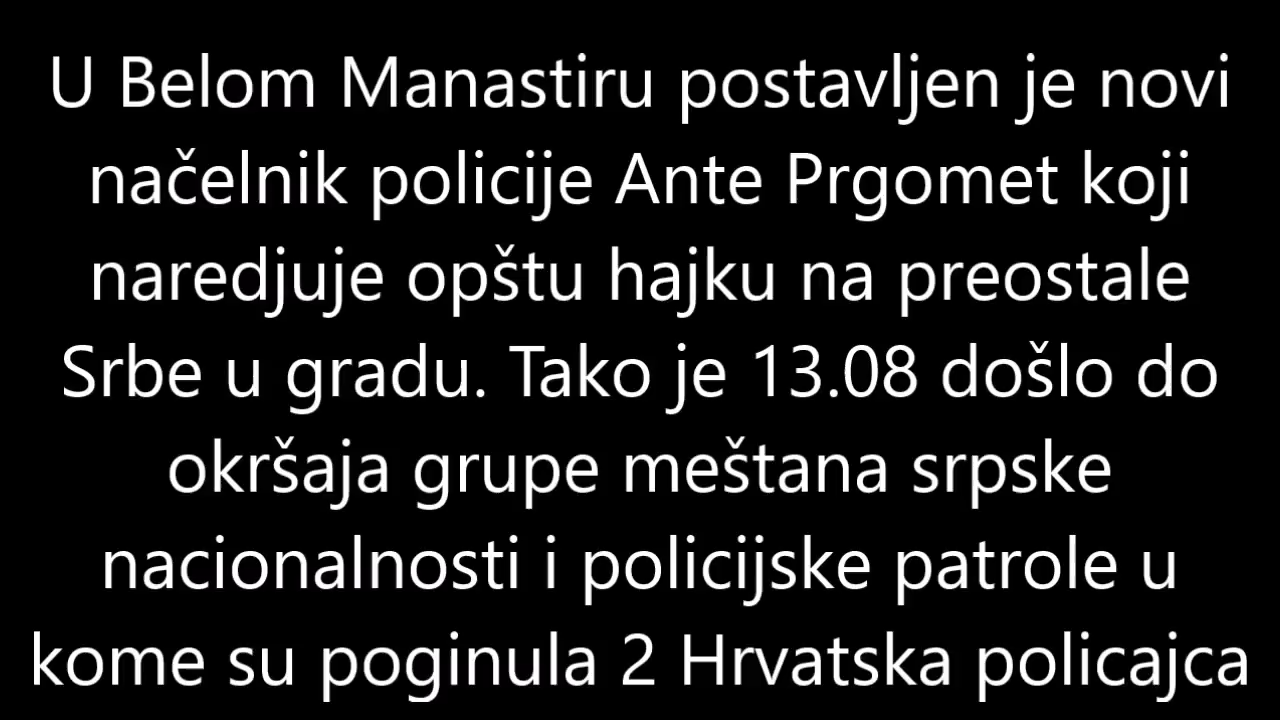 U Belom Manastiru postavljen je novi
načelnik policije Ante Prgomet koji
naredjuje opštu hajku na preostale
Srbe u gradu. Tako je 13.08 došlo do
okršaja grupe meštana srpske
nacionalnosti i policijske patrole u
kome su poginula 2 Hrvatska policajca